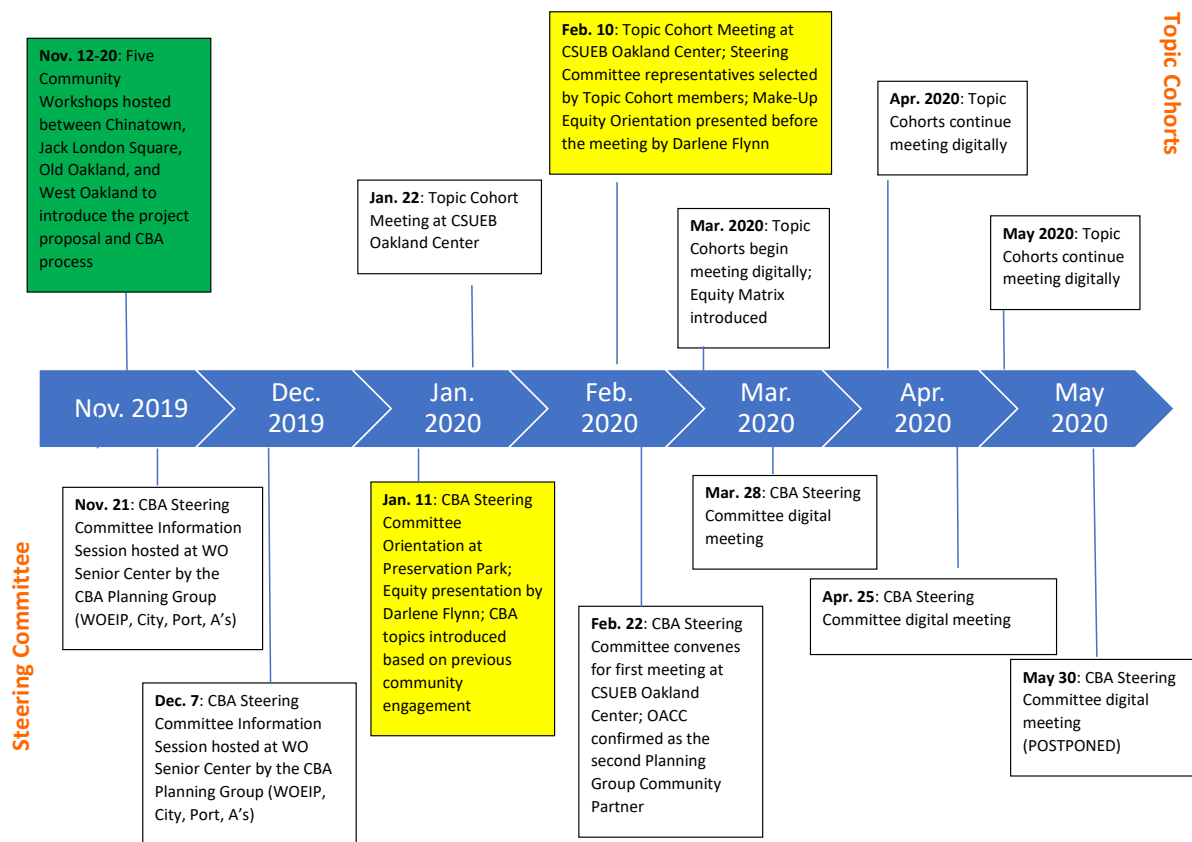 Topic Cohorts
Nov. 12-20: Five
Community
Workshops hosted
between Chinatown,
Jack London Square,
Old Oakland, and
West Oakland to
introduce the project
proposal and CBA
process
Jan. 22: Topic Cohort
Meeting at CSUEB
Oakland Center
Feb. 10: Topic Cohort Meeting at
CSUEB Oakland Center; Steering
Committee representatives selected
by Topic Cohort members; Make-Up
Equity Orientation presented before
the meeting by Darlene Flynn
Mar. 2020: Topic
Cohorts begin
meeting digitally;
Equity Matrix
introduced
Apr. 2020: Topic
Cohorts continue
meeting digitally
May 2020: Topic
Cohorts continue
meeting digitally
Nov. 2019
Dec.
2019
Jan.
2020
Feb.
2020
Mar.
2020
Apr.
2020
May
2020
Steering Committee
Nov. 21: CBA Steering
Committee Information
Session hosted at WO
Senior Center by the
CBA Planning Group
(WOEIP, City, Port, A’s)
Dec. 7: CBA Steering
Committee Information
Session hosted at WO
Senior Center by the CBA
Planning Group (WOEIP,
City, Port, A’s)
Jan. 11: CBA Steering
Committee
Orientation at
Preservation Park;
Equity presentation by
Darlene Flynn; CBA
topics introduced
based on previous
community
engagement
Feb. 22: CBA Steering
Committee convenes
for first meeting at
CSUEB Oakland
Center; OACC
confirmed as the
second Planning
Group Community
Partner
Mar. 28: CBA Steering
Committee digital
meeting
Apr. 25: CBA Steering
Committee digital meeting
May 30: CBA Steering
Committee digital
meeting
(POSTPONED)